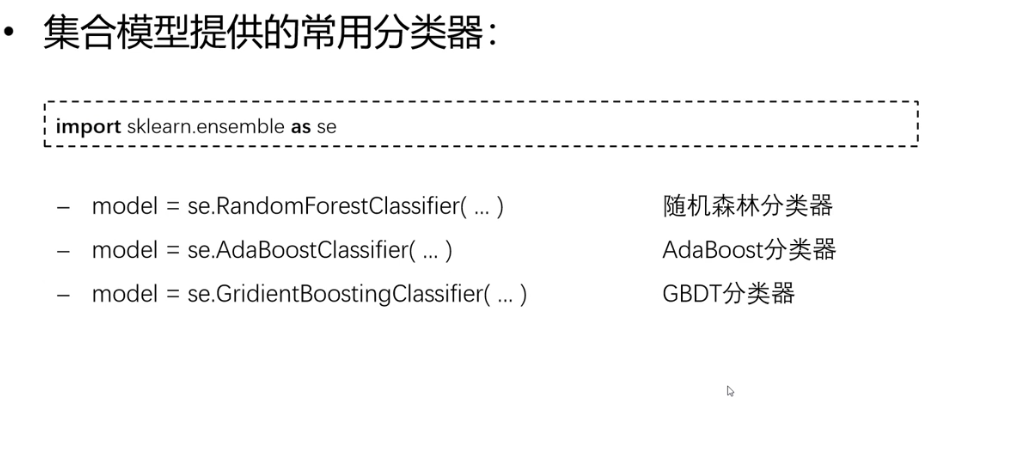 • 集合模型提供的常用分类器：
import sklearn.ensemble as se
– model = se.RandomForestClassifier( ... ) 随机森林分类器
– model = se.AdaBoostClassifier( ... ) AdaBoost分类器
– model = se.GridientBoostingClassifier( ... ) GBDT分类器